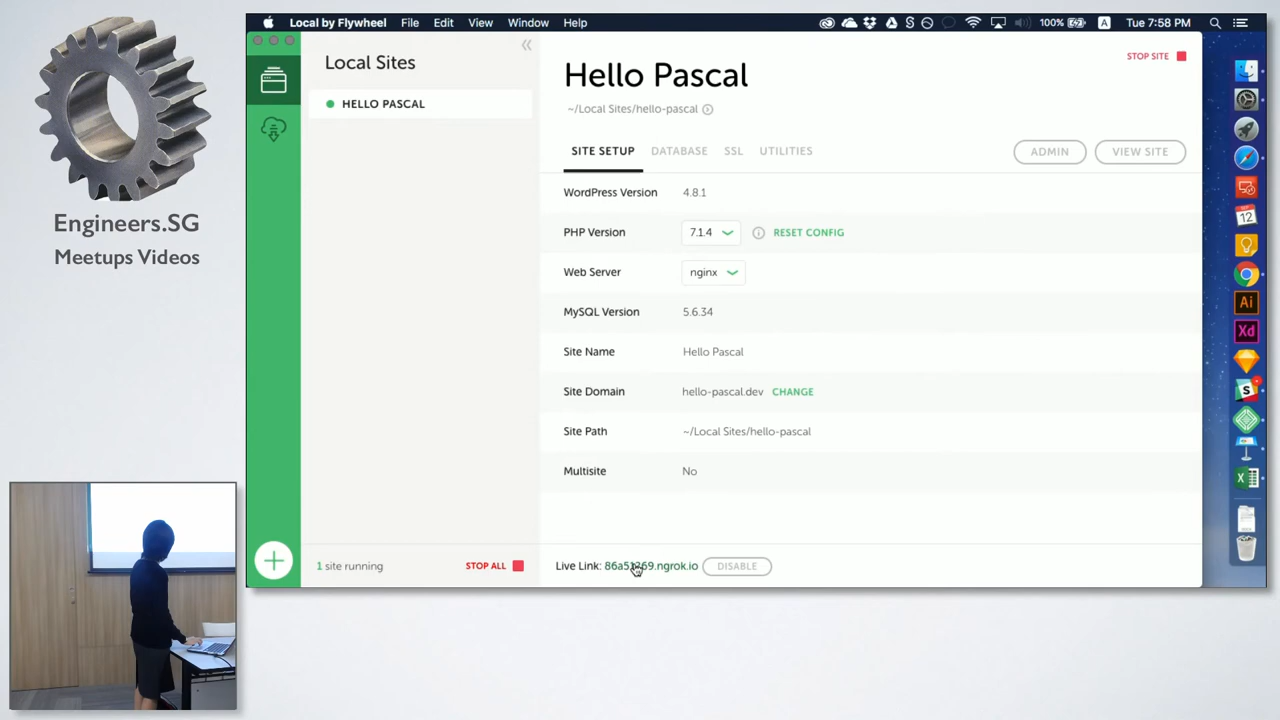 Engineers.SG
Meetups Videos
Local by Flywheel File Edit View Window Help
100% A Tue 7:58 PM
Local Sites
HELLO PASCAL
Hello Pascal
~/Local Sites/hello-pascal
STOP SITE
SITE SETUP DATABASE SSL UTILITIES
ADMIN VIEW SITE
WordPress Version 4.8.1
PHP Version 7.1.4 RESET CONFIG
Web Server nginx
MySQL Version 5.6.34
Site Name Hello Pascal
Site Domain hello-pascal.dev CHANGE
Site Path ~/Local Sites/hello-pascal
Multisite No
1 site running STOP ALL
Live Link: DISABLE
12
Ai
Xd